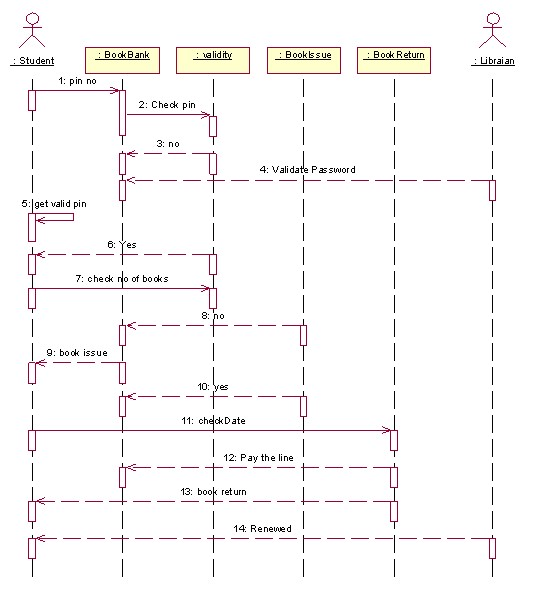 : Student
: BookBank
: validity
: BookIssue
: BookReturn
: Libraian
1: pin no
2: Check pin
3: no
4: Validate Password
5: get valid pin
6: Yes
7: check no of books
8: no
9: book issue
10: yes
11: checkDate
12: Pay the line
13: book return
14: Renewed